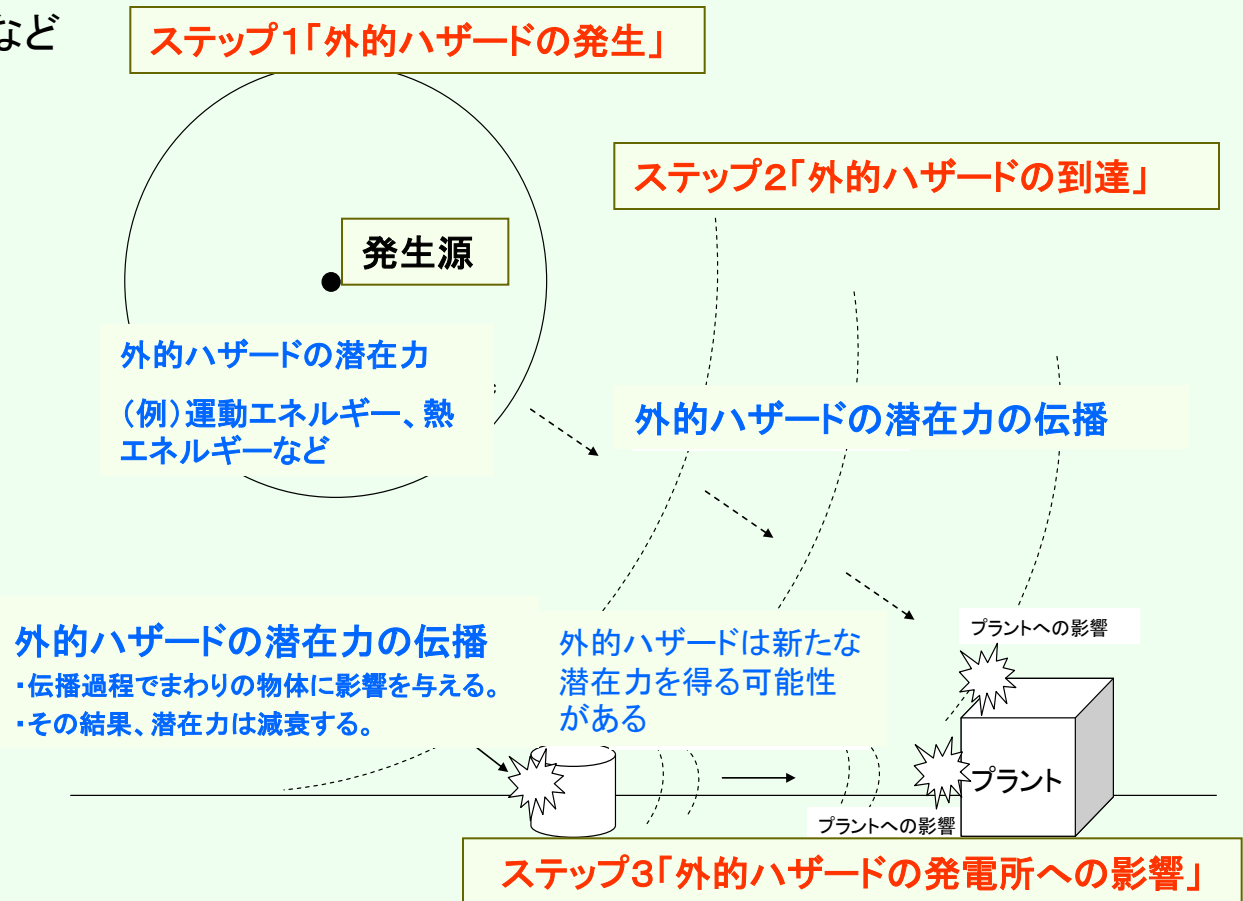 など
ステップ1「外的ハザードの発生」
ステップ2「外的ハザードの到達」
発生源
外的ハザードの潜在力
(例)運動エネルギー、熱
エネルギーなど
外的ハザードの潜在力の伝播
外的ハザードの潜在力の伝播
・伝播過程でまわりの物体に影響を与える。
・その結果、潜在力は減衰する。
外的ハザードは新たな
潜在力を得る可能性
がある
プラントへの影響
プラント
プラントへの影響
ステップ3「外的ハザードの発電所への影響」